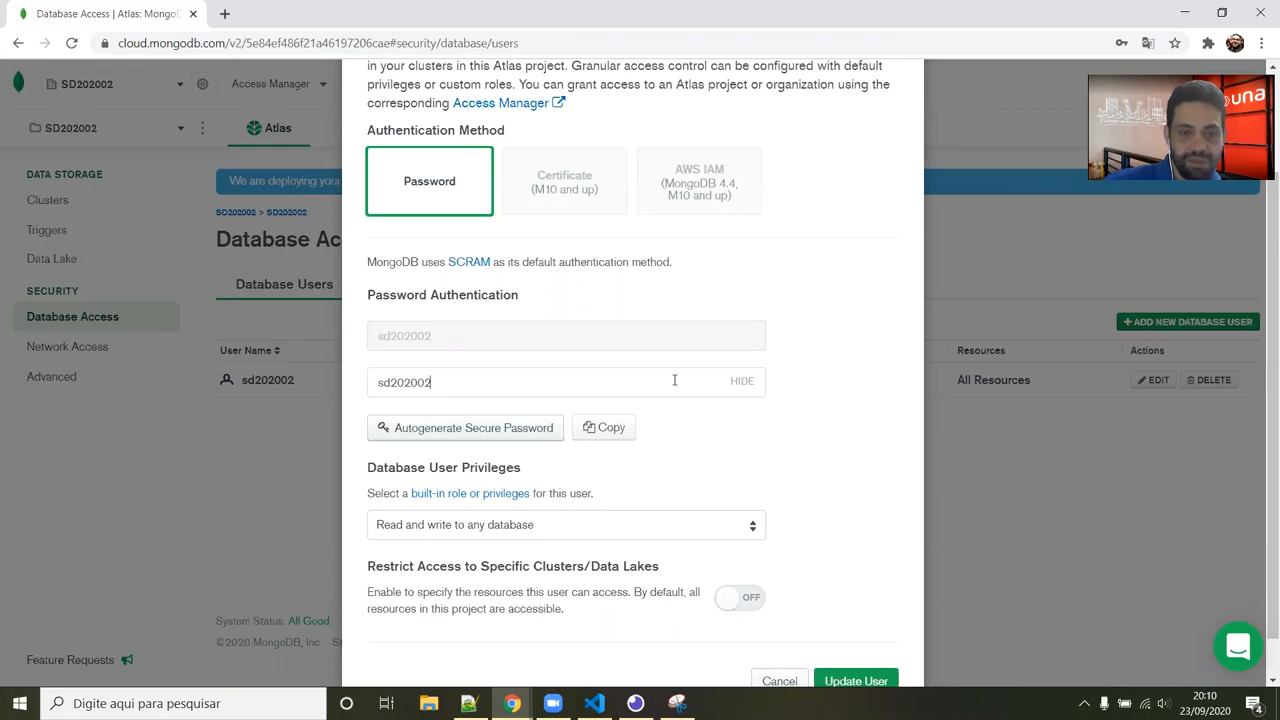 Database Access | Atlas: MongoD
cloud.mongodb.com/v2/5e84ef486f21a46197206cae#security/database/users
SD202002
Access Manager
SD202002
Atlas
We are deploying your
DATA STORAGE
Clusters
Triggers
Data Lake
SECURITY
Database Access
Network Access
Advanced
Feature Requests
SD202002 > SD202002
Database Ac
Database Users
User Name
sd202002
System Status: All Good
©2020 MongoDB, Inc.
in your clusters in this Atlas project. Granular access control can be configured with default
privileges or custom roles. You can grant access to an Atlas project or organization using the
corresponding Access Manager
Authentication Method
Password
Certificate
(M10 and up)
AWS IAM
(MongoDB 4.4,
M10 and up)
MongoDB uses SCRAM as its default authentication method.
Password Authentication
sd202002
sd202002
HIDE
Autogenerate Secure Password
Copy
Database User Privileges
Select a built-in role or privileges for this user.
Read and write to any database
Restrict Access to Specific Clusters/Data Lakes
Enable to specify the resources this user can access. By default, all
resources in this project are accessible.
OFF
Cancel
Update User
una
+ ADD NEW DATABASE USER
Resources
Actions
All Resources
EDIT
DELETE
Digite aqui para pesquisar
20:10
23/09/2020
4